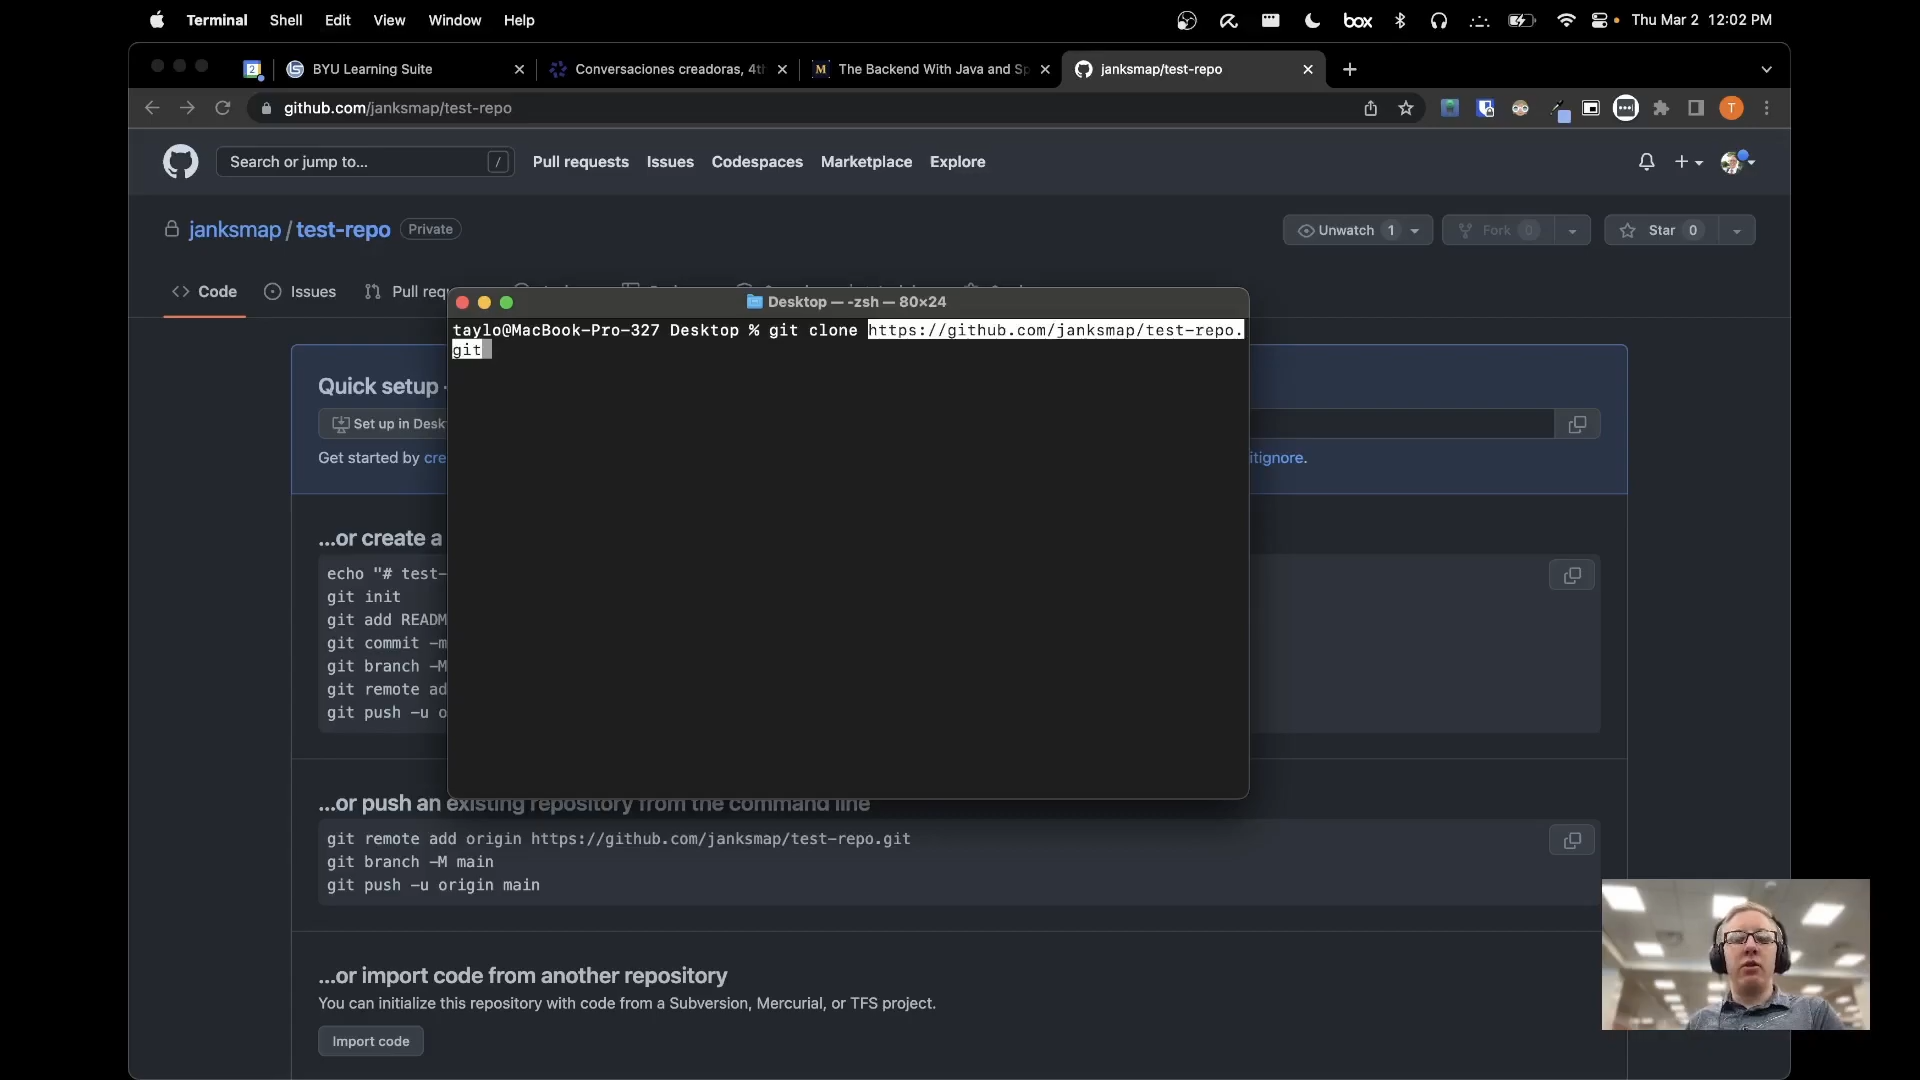 Terminal Shell Edit View Window Help
box Thu Mar 2 12:02 PM
2 BYU Learning Suite Conversaciones creadoras, 4th M The Backend With Java and Sp janksmap/test-repo
github.com/janksmap/test-repo T
Search or jump to... / Pull requests Issues Codespaces Marketplace Explore
janksmap / test-repo Private Unwatch 1 Fork 0 Star 0
Code Issues Pull req
Desktop — -zsh — 80×24
taylo@MacBook-Pro-327 Desktop % git clone https://github.com/janksmap/test-repo.
git
Quick setup
Set up in Desk
Get started by cre itignore.
...or create a
echo "# test-
git init
git add READM
git commit -m
git branch -M
git remote ad
git push -u o
...or push an existing repository from the command line
git remote add origin https://github.com/janksmap/test-repo.git
git branch -M main
git push -u origin main
...or import code from another repository
You can initialize this repository with code from a Subversion, Mercurial, or TFS project.
Import code